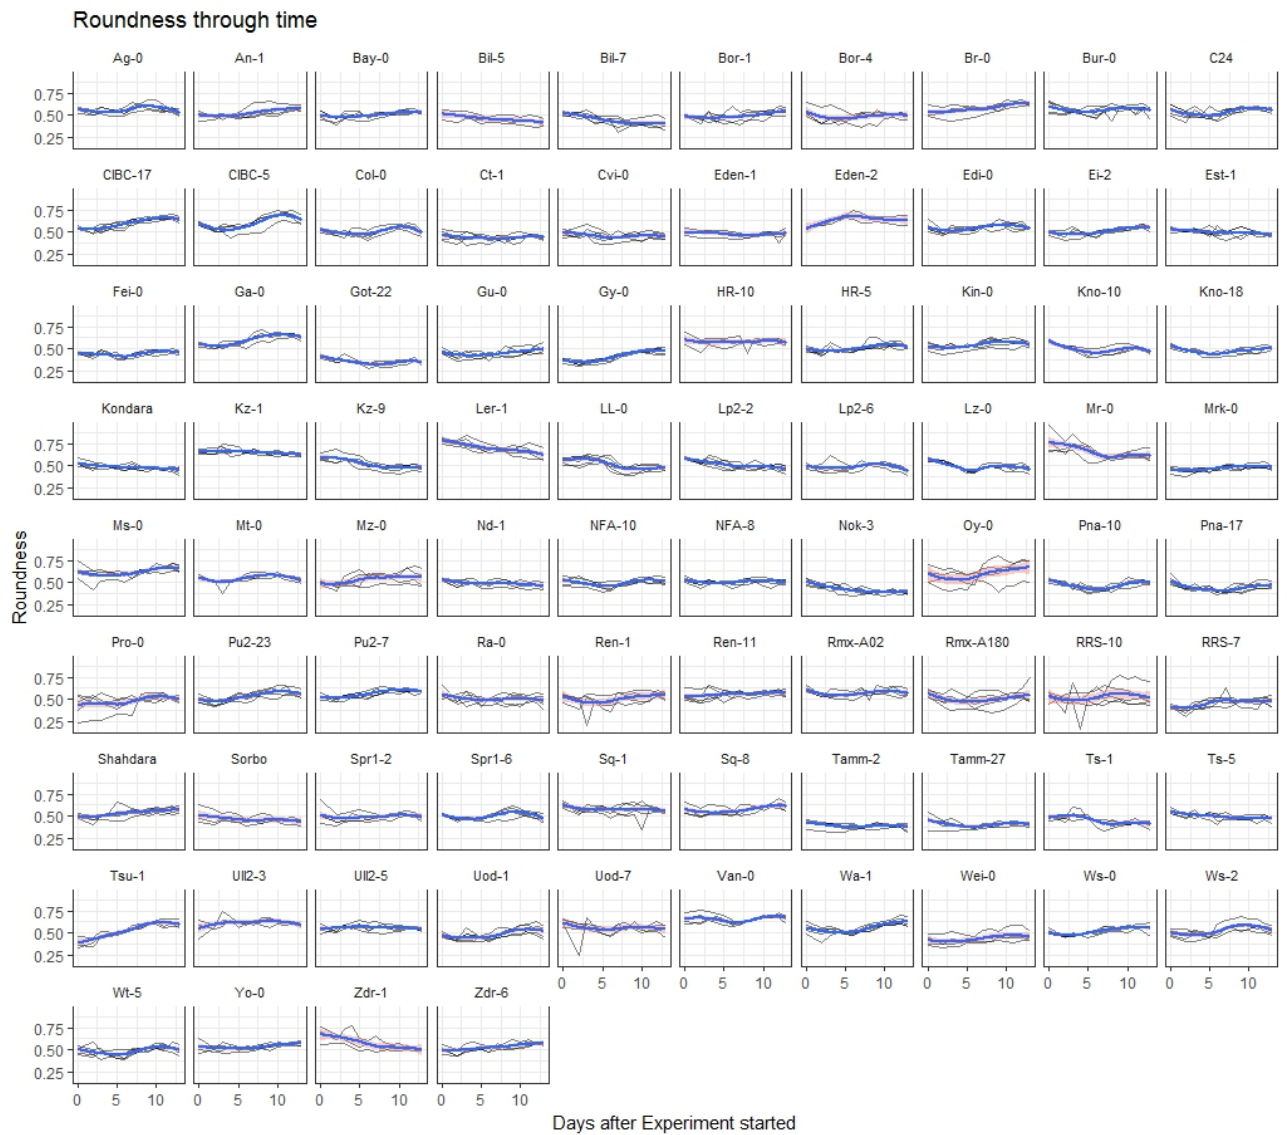 Roundness through time
Ag-0 An-1 Bay-0 Bil-5 Bil-7 Bor-1 Bor-4 Br-0 Bur-0 C24
0.75
0.50
0.25
CIBC-17 CIBC-5 Col-0 Ct-1 Cvi-0 Eden-1 Eden-2 Edi-0 Ei-2 Est-1
0.75
0.50
0.25
Fei-0 Ga-0 Got-22 Gu-0 Gy-0 HR-10 HR-5 Kin-0 Kno-10 Kno-18
0.75
0.50
0.25
Kondara Kz-1 Kz-9 Ler-1 LL-0 Lp2-2 Lp2-6 Lz-0 Mr-0 Mrk-0
0.75
0.50
0.25
Ms-0 Mt-0 Mz-0 Nd-1 NFA-10 NFA-8 Nok-3 Oy-0 Pna-10 Pna-17
0.75
0.50
0.25
Roundness
Pro-0 Pu2-23 Pu2-7 Ra-0 Ren-1 Ren-11 Rmx-A02 Rmx-A180 RRS-10 RRS-7
0.75
0.50
0.25
Shahdara Sorbo Spr1-2 Spr1-6 Sq-1 Sq-8 Tamm-2 Tamm-27 Ts-1 Ts-5
0.75
0.50
0.25
Tsu-1 Ull2-3 Ull2-5 Uod-1 Uod-7 Van-0 Wa-1 Wei-0 Ws-0 Ws-2
0.75
0.50
0.25
0 5 10 0 5 10 0 5 10 0 5 10 0 5 10 0 5 10
Wt-5 Yo-0 Zdr-1 Zdr-6
0.75
0.50
0.25
0 5 10 0 5 10 0 5 10 0 5 10
Days after Experiment started